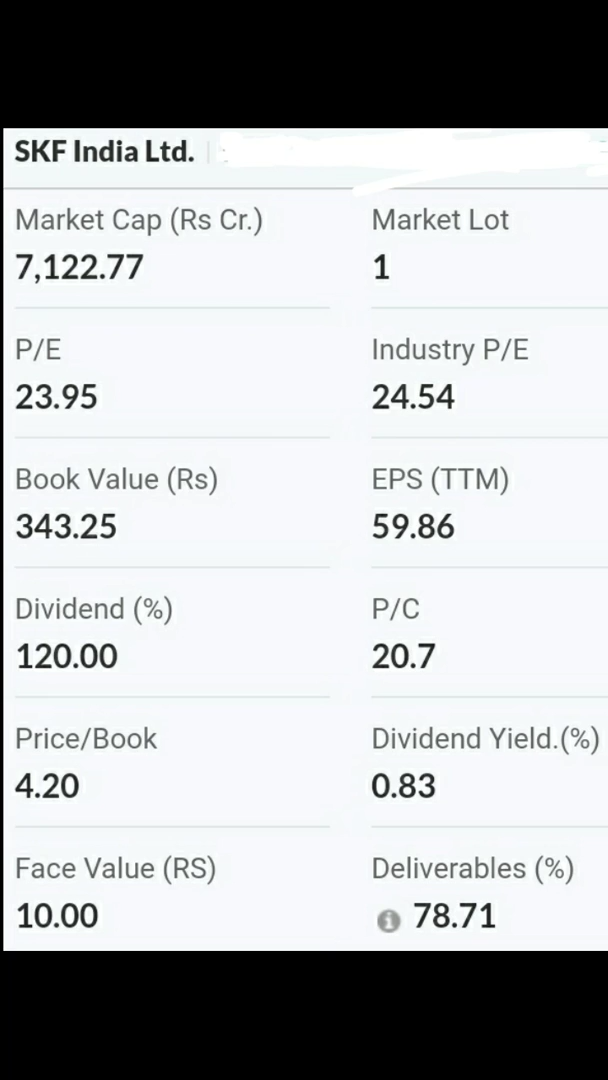 SKF India Ltd.
Market Cap (Rs Cr.) Market Lot
7,122.77 1
P/E Industry P/E
23.95 24.54
Book Value (Rs) EPS (TTM)
343.25 59.86
Dividend (%) P/C
120.00 20.7
Price/Book Dividend Yield.(%)
4.20 0.83
Face Value (RS) Deliverables (%)
10.00 78.71